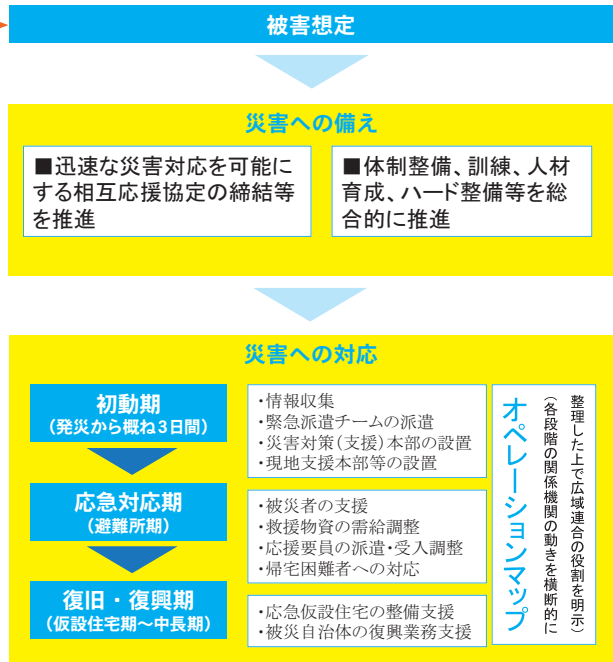 被害想定
災害への備え
■迅速な災害対応を可能に
する相互応援協定の締結等
を推進
■体制整備、訓練、人材
育成、ハード整備等を総
合的に推進
災害への対応
初動期
(発災から概ね3日間)
・情報収集
・緊急派遣チームの派遣
・災害対策(支援)本部の設置
・現地支援本部等の設置
応急対応期
(避難所期)
・被災者の支援
・救援物資の需給調整
・応援要員の派遣・受入調整
・帰宅困難者への対応
復旧・復興期
(仮設住宅期～中長期)
・応急仮設住宅の整備支援
・被災自治体の復興業務支援
オペレーションマップ
(各段階の関係機関の動きを横断的に
整理した上で広域連合の役割を明示)